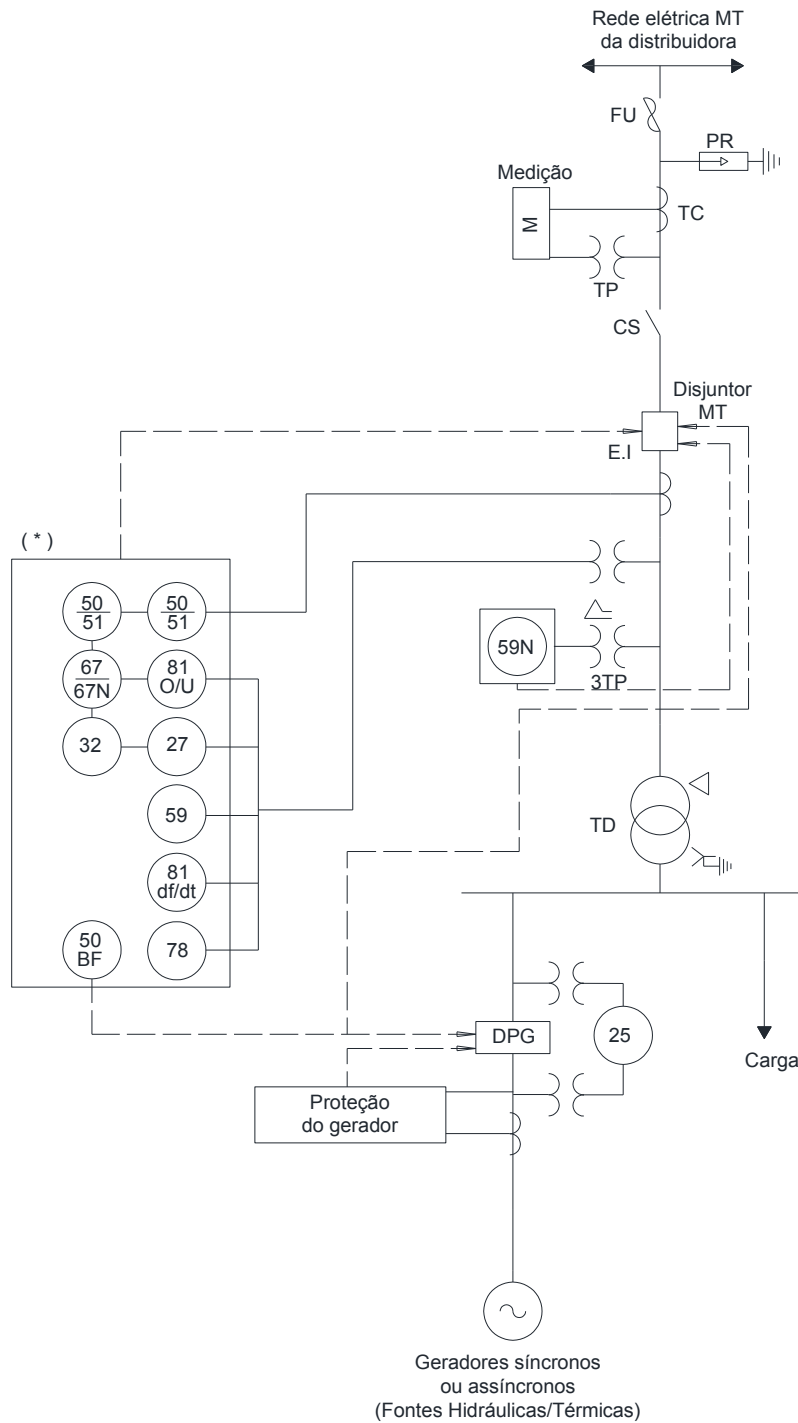 Rede elétrica MT
da distribuidora
FU
PR
Medição
M
TC
TP
CS
Disjuntor
MT
E.I
( * )
50
51
50
51
67
67N
81
O/U
32
27
59
81
df/dt
50
BF
78
59N
3TP
TD
DPG
25
Carga
Proteção
do gerador
Geradores síncronos
ou assíncronos
(Fontes Hidráulicas/Térmicas)